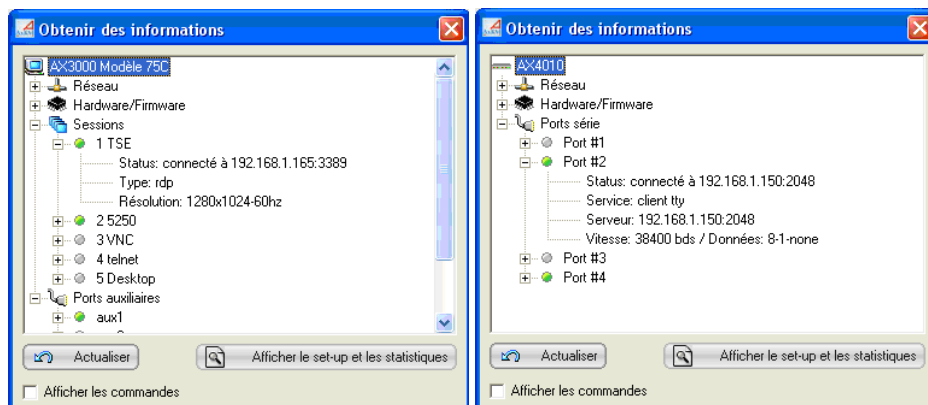 Obtenir des informations
AX3000 Modèle 75C
Réseau
Hardware/Firmware
Sessions
1 TSE
Status: connecté à 192.168.1.165:3389
Type: rdp
Résolution: 1280x1024-60hz
2 5250
3 VNC
4 telnet
5 Desktop
Ports auxiliaires
aux1
Actualiser
Afficher le set-up et les statistiques
Afficher les commandes
Obtenir des informations
AX4010
Réseau
Hardware/Firmware
Ports série
Port #1
Port #2
Status: connecté à 192.168.1.150:2048
Service: client tty
Serveur: 192.168.1.150:2048
Vitesse: 38400 bds / Données: 8-1-none
Port #3
Port #4
Actualiser
Afficher le set-up et les statistiques
Afficher les commandes